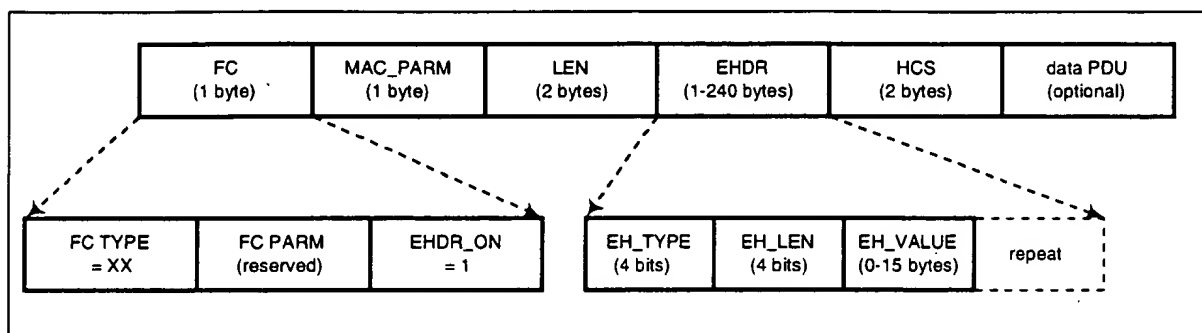 FC
(1 byte)
MAC_PARM
(1 byte)
LEN
(2 bytes)
EHDR
(1-240 bytes)
HCS
(2 bytes)
data PDU
(optional)
FC TYPE
= XX
FC PARM
(reserved)
EHDR_ON
= 1
EH_TYPE
(4 bits)
EH_LEN
(4 bits)
EH_VALUE
(0-15 bytes)
repeat